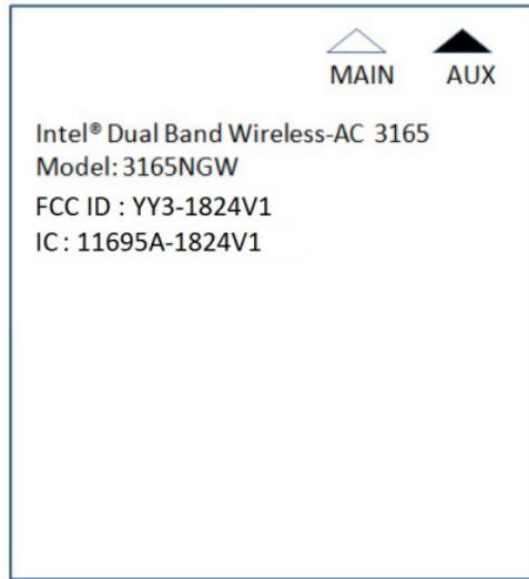 MAIN AUX
Intel® Dual Band Wireless-AC 3165
Model: 3165NGW
FCC ID : YY3-1824V1
IC : 11695A-1824V1